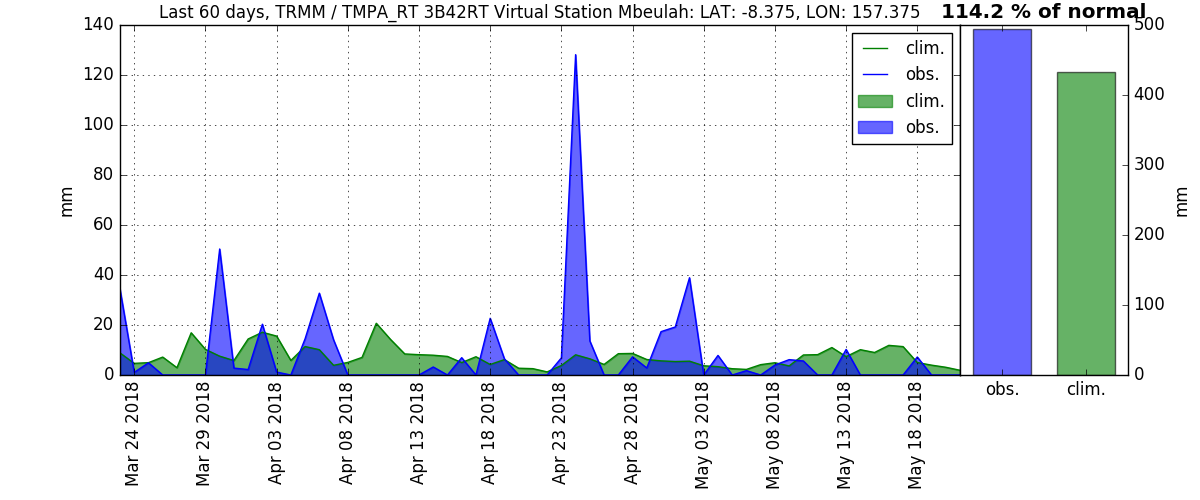 Last 60 days, TRMM / TMPA_RT 3B42RT Virtual Station Mbeulah: LAT: -8.375, LON: 157.375
114.2 % of normal
140
120
100
80
60
40
20
0
mm
clim.
obs.
clim.
obs.
500
400
300
200
100
0
mm
obs.
clim.
Mar 24 2018
Mar 29 2018
Apr 03 2018
Apr 08 2018
Apr 13 2018
Apr 18 2018
Apr 23 2018
Apr 28 2018
May 03 2018
May 08 2018
May 13 2018
May 18 2018